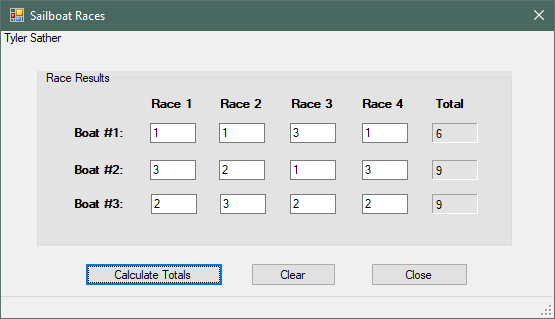 Sailboat Races
Tyler Sather
Race Results
Race 1 Race 2 Race 3 Race 4 Total
Boat #1: 1 1 3 1 6
Boat #2: 3 2 1 3 9
Boat #3: 2 3 2 2 9
Calculate Totals Clear Close